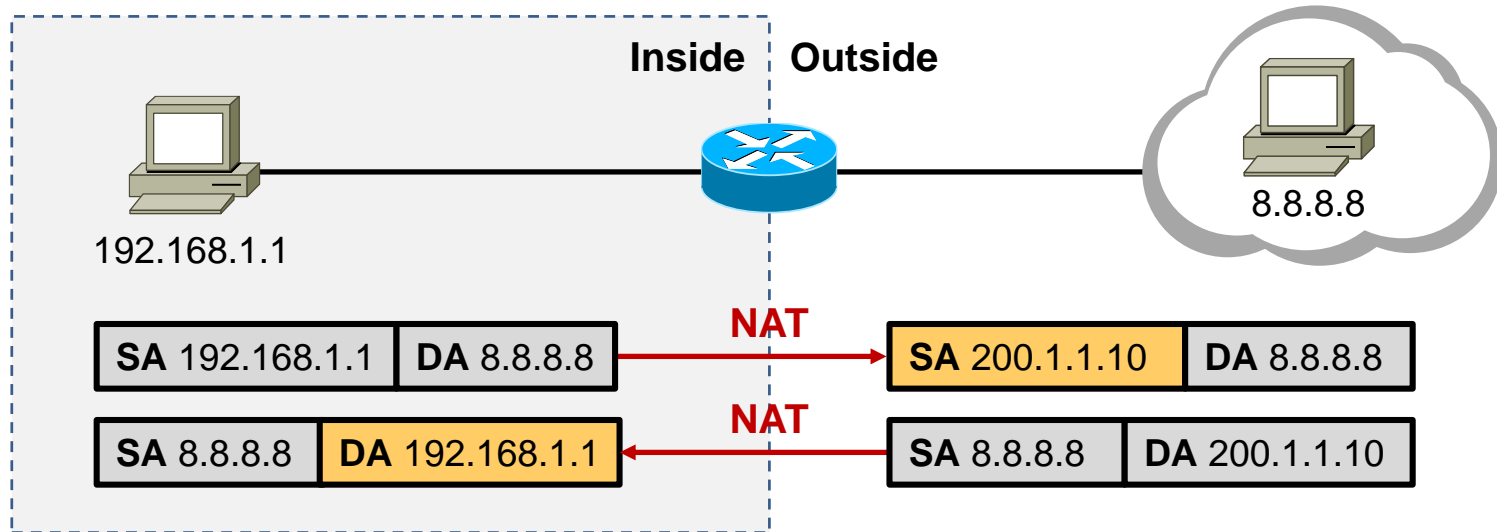 Inside Outside
8.8.8.8
192.168.1.1
NAT
SA 192.168.1.1 DA 8.8.8.8 SA 200.1.1.10 DA 8.8.8.8
NAT
SA 8.8.8.8 DA 192.168.1.1 SA 8.8.8.8 DA 200.1.1.10